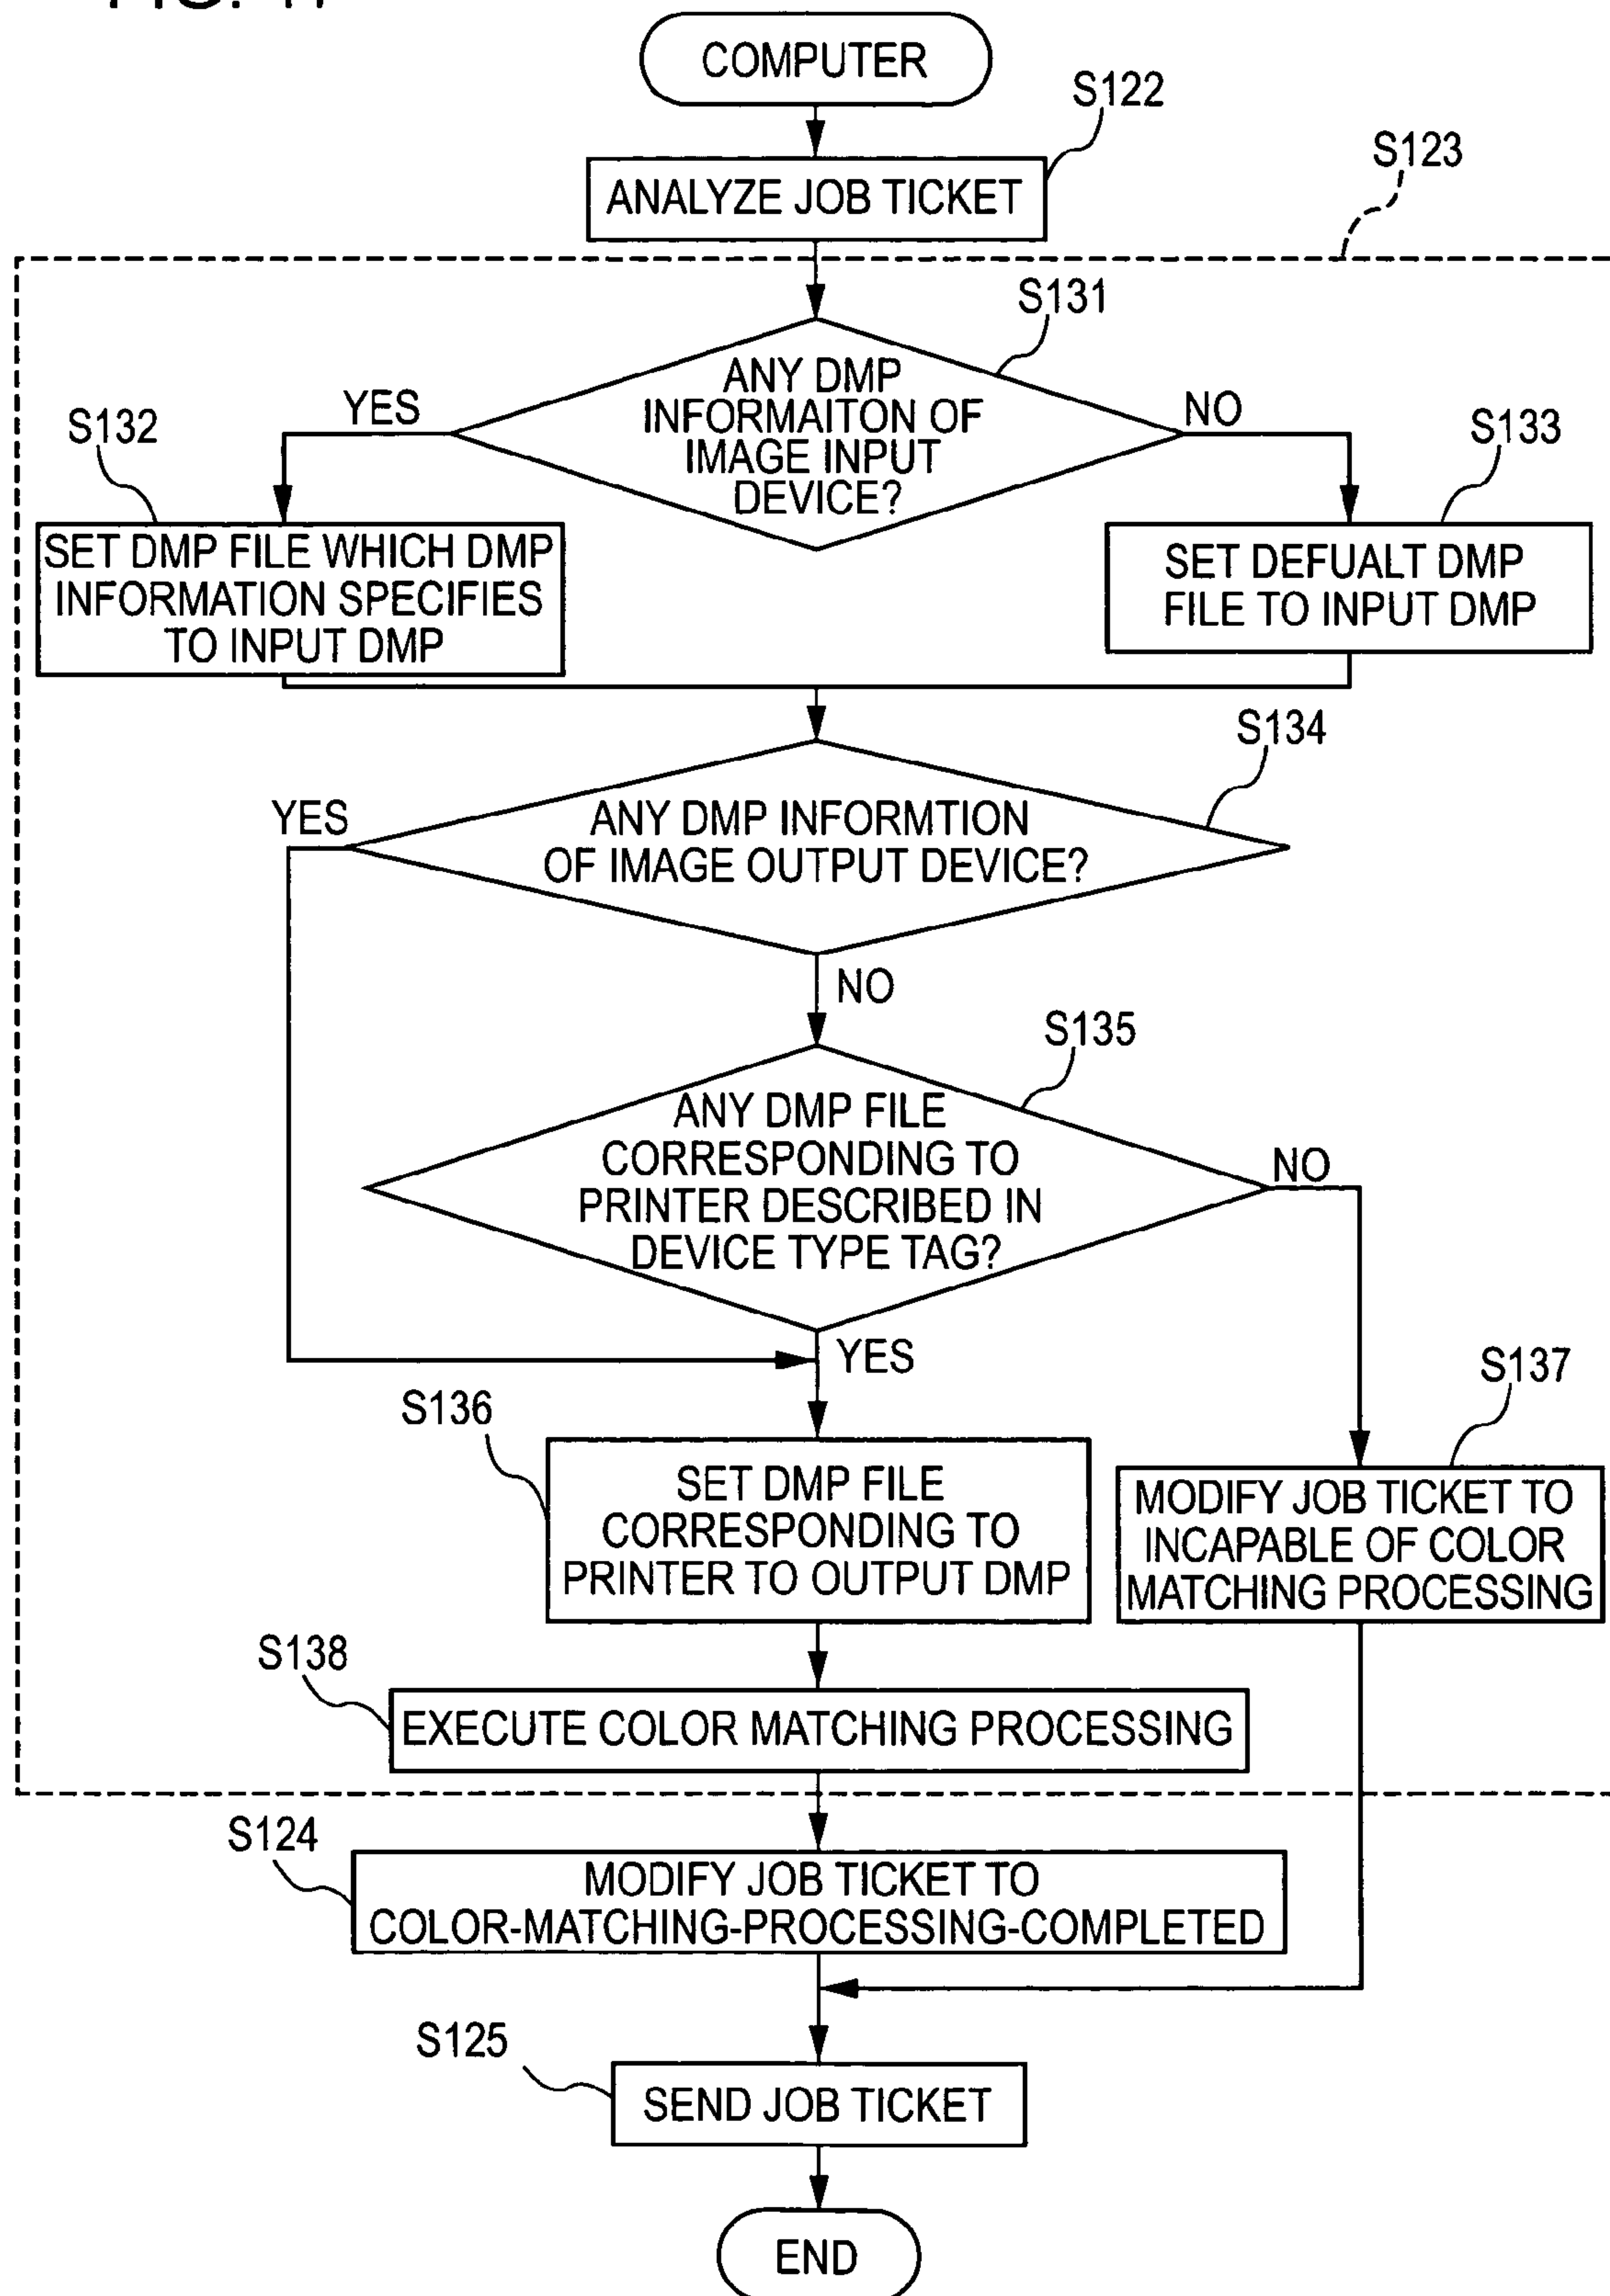 COMPUTER
S122
ANALYZE JOB TICKET
S123
S131
ANY DMP
INFORMAITON OF
IMAGE INPUT
DEVICE?
YES
NO
S132
SET DMP FILE WHICH DMP
INFORMATION SPECIFIES
TO INPUT DMP
S133
SET DEFUALT DMP
FILE TO INPUT DMP
S134
ANY DMP INFORMTION
OF IMAGE OUTPUT DEVICE?
YES
NO
S135
ANY DMP FILE
CORRESPONDING TO
PRINTER DESCRIBED IN
DEVICE TYPE TAG?
NO
YES
S136
SET DMP FILE
CORRESPONDING TO
PRINTER TO OUTPUT DMP
S137
MODIFY JOB TICKET TO
INCAPABLE OF COLOR
MATCHING PROCESSING
S138
EXECUTE COLOR MATCHING PROCESSING
S124
MODIFY JOB TICKET TO
COLOR-MATCHING-PROCESSING-COMPLETED
S125
SEND JOB TICKET
END